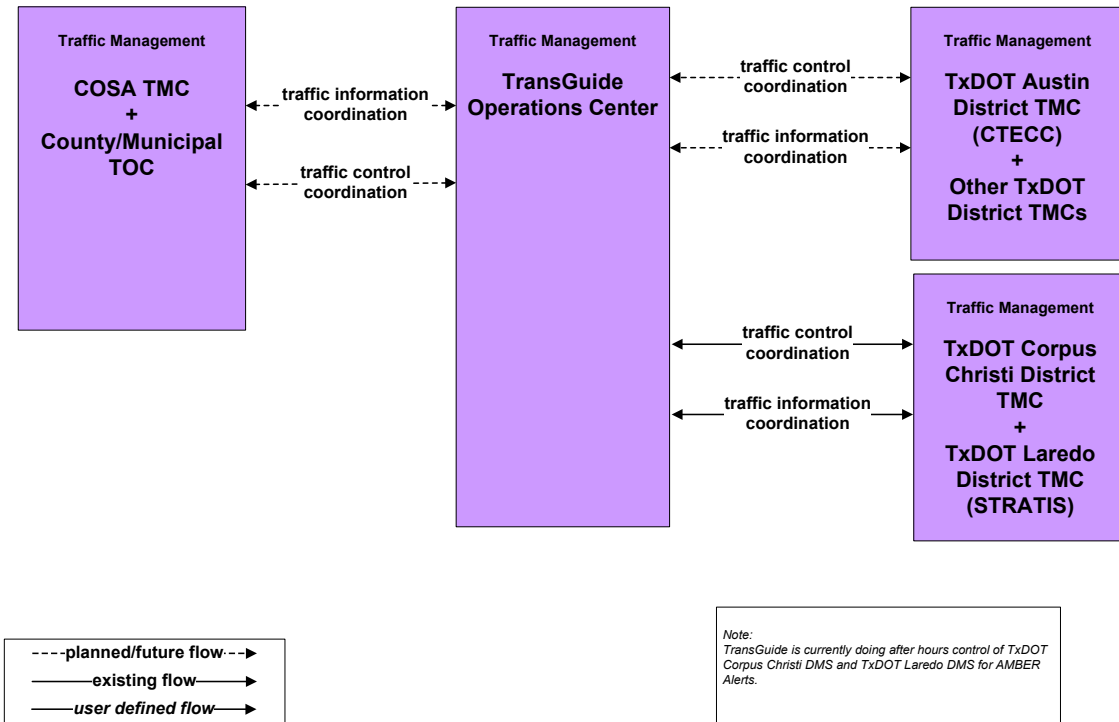 Traffic Management
COSA TMC
+
County/Municipal
TOC
traffic information
coordination
traffic control
coordination
Traffic Management
TransGuide
Operations Center
traffic control
coordination
traffic information
coordination
traffic control
coordination
traffic information
coordination
Traffic Management
TxDOT Austin
District TMC
(CTECC)
+
Other TxDOT
District TMCs
Traffic Management
TxDOT Corpus
Christi District
TMC
+
TxDOT Laredo
District TMC
(STRATIS)
planned/future flow
existing flow
user defined flow
Note:
TransGuide is currently doing after hours control of TxDOT
Corpus Christi DMS and TxDOT Laredo DMS for AMBER
Alerts.